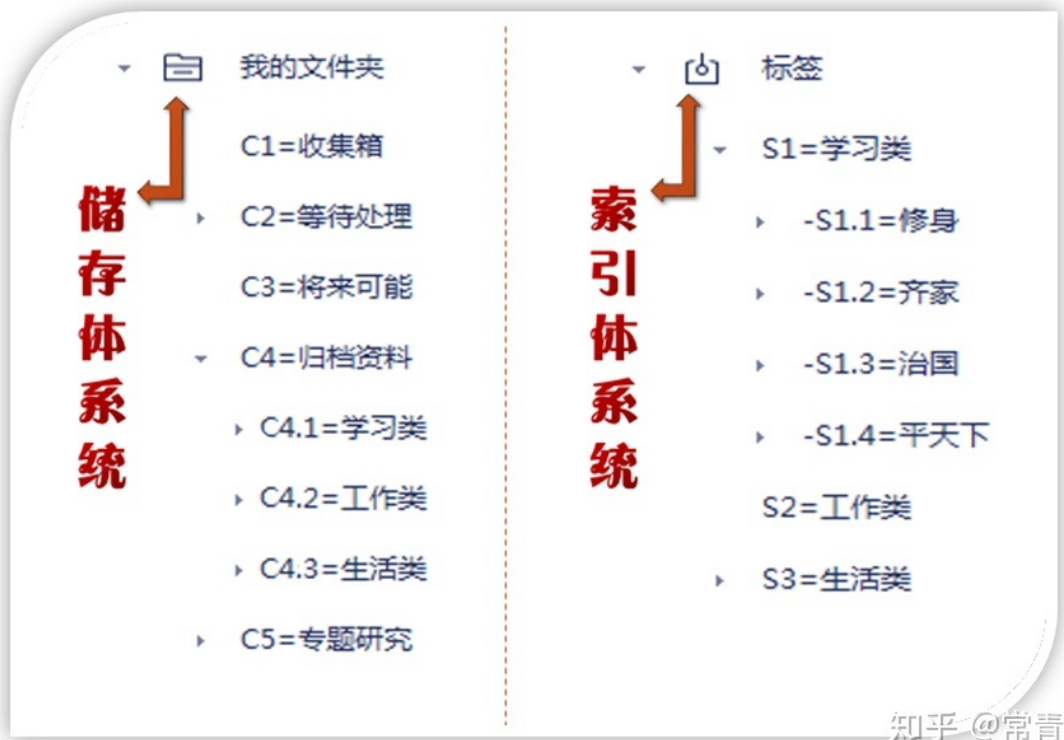 我的文件夹
C1=收集箱
C2=等待处理
C3=将来可能
C4=归档资料
C4.1=学习类
C4.2=工作类
C4.3=生活类
C5=专题研究
储存体系统
标签
S1=学习类
-S1.1=修身
-S1.2=齐家
-S1.3=治国
-S1.4=平天下
S2=工作类
S3=生活类
索引体系统
知乎 @常青